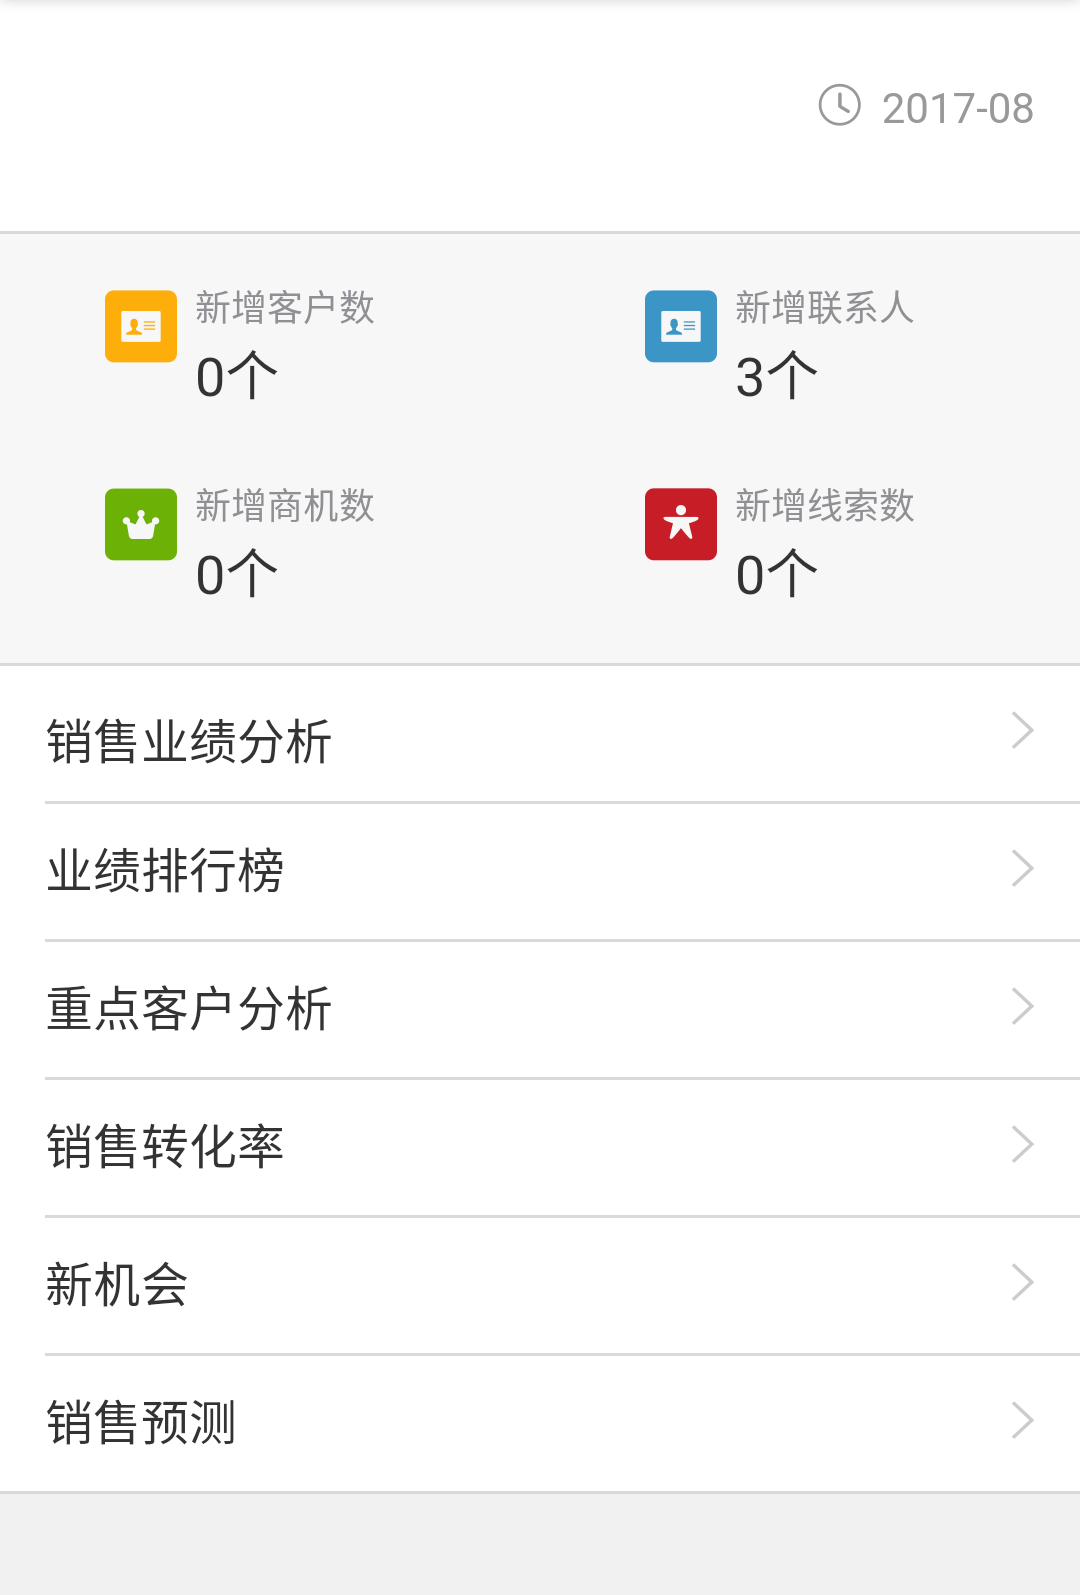 2017-08
新增客户数
新增联系人
0个
3个
新增商机数
新增线索数
0个
0个
销售业绩分析
业绩排行榜
重点客户分析
销售转化率
新机会
销售预测